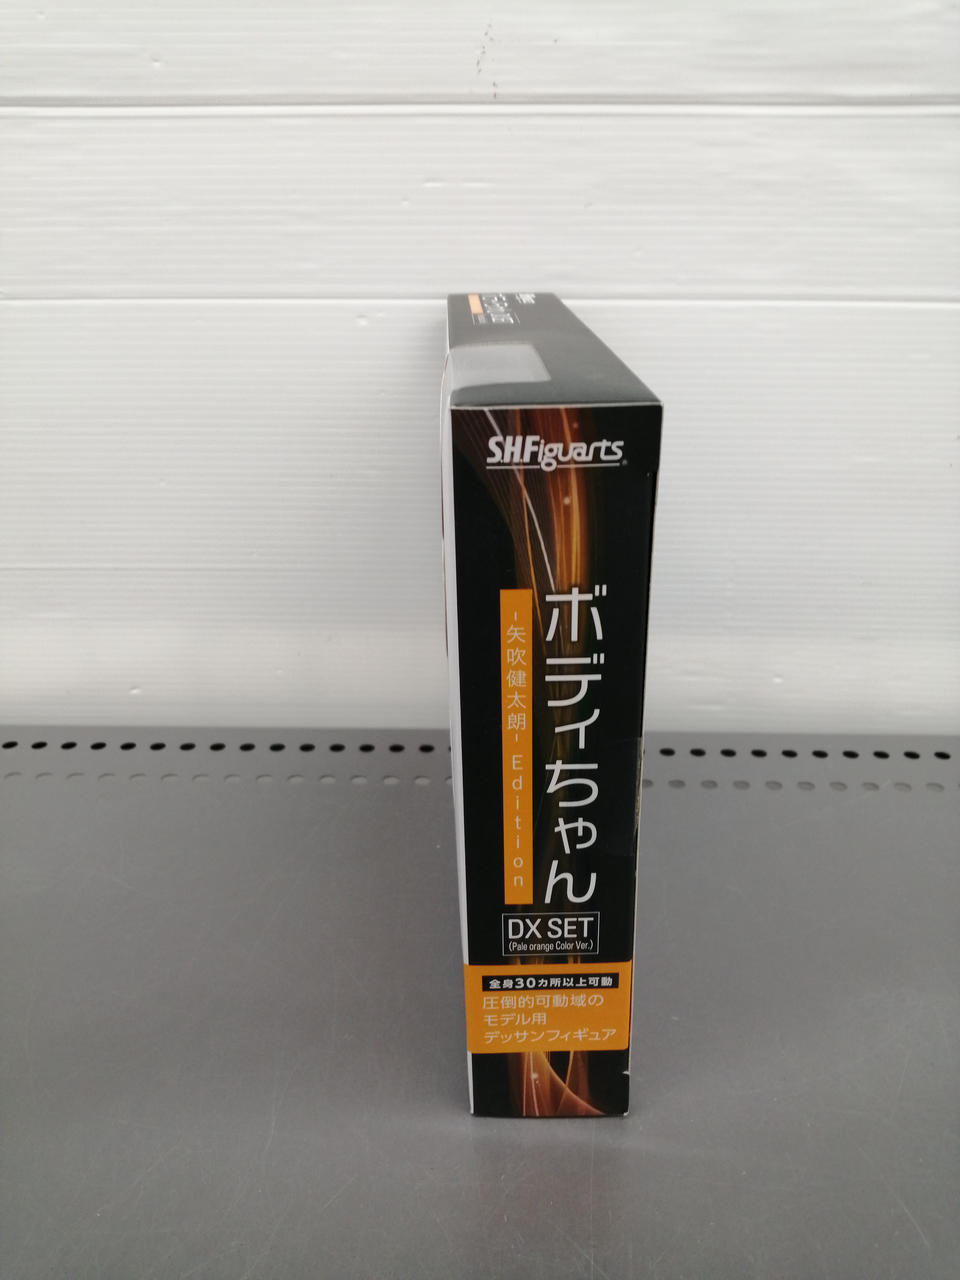 S.H.Figuarts
ボディちゃん
-矢吹健太朗- Edition
DX SET
(Pale orange Color Ver.)
全身30カ所以上可動
圧倒的可動域の
モデル用
デッサンフィギュア